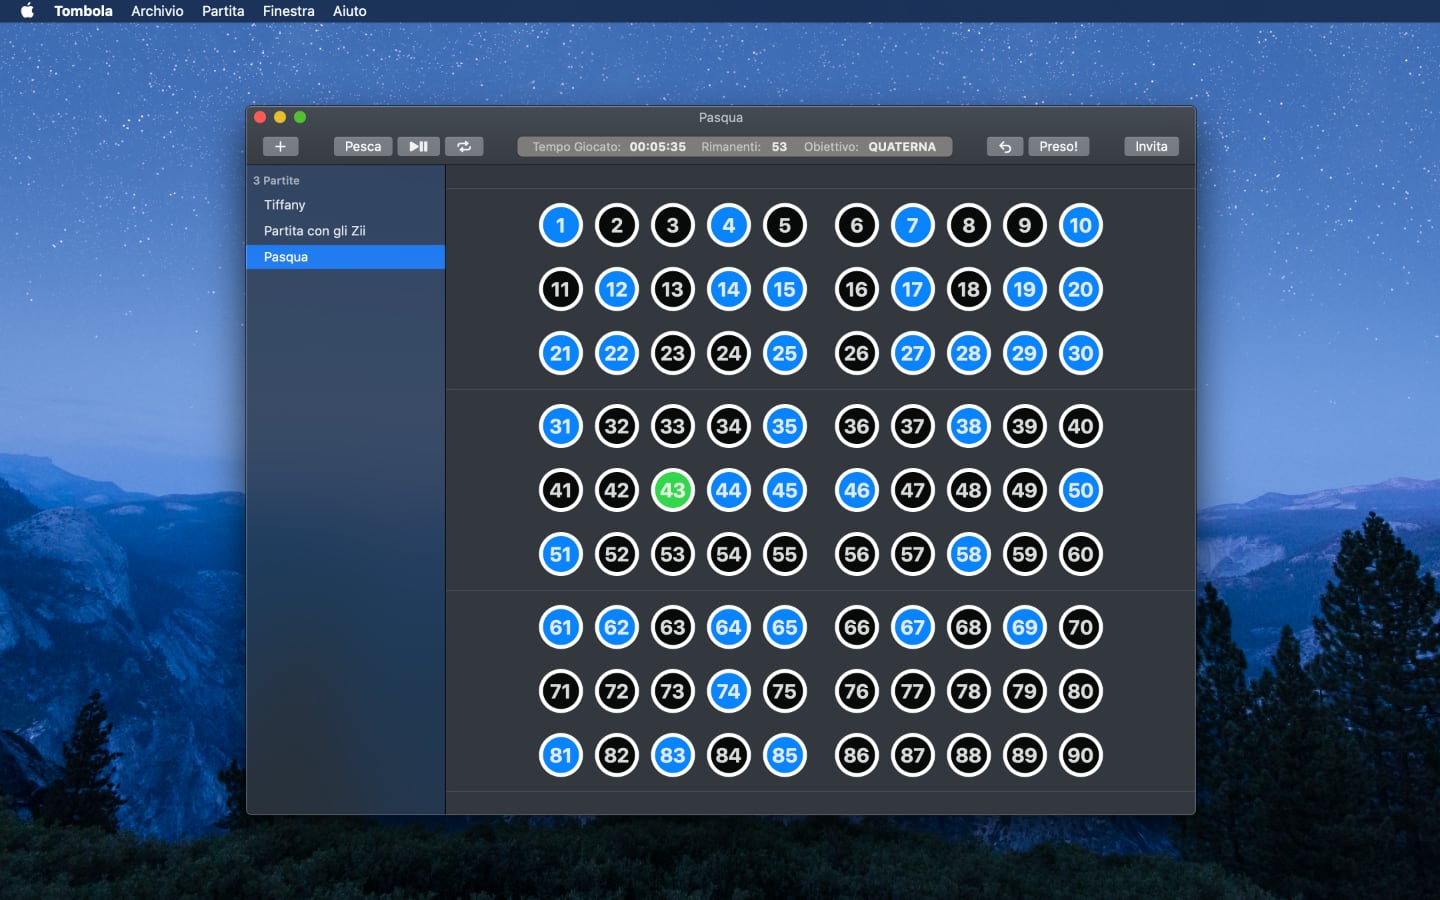 Tombola Archivio Partita Finestra Aiuto
Pasqua
Pesca Tempo Giocato: 00:05:35 Rimanenti: 53 Obiettivo: QUATERNA Preso! Invita
3 Partite
Tiffany
Partita con gli Zii
Pasqua
1 2 3 4 5 6 7 8 9 10
11 12 13 14 15 16 17 18 19 20
21 22 23 24 25 26 27 28 29 30
31 32 33 34 35 36 37 38 39 40
41 42 43 44 45 46 47 48 49 50
51 52 53 54 55 56 57 58 59 60
61 62 63 64 65 66 67 68 69 70
71 72 73 74 75 76 77 78 79 80
81 82 83 84 85 86 87 88 89 90